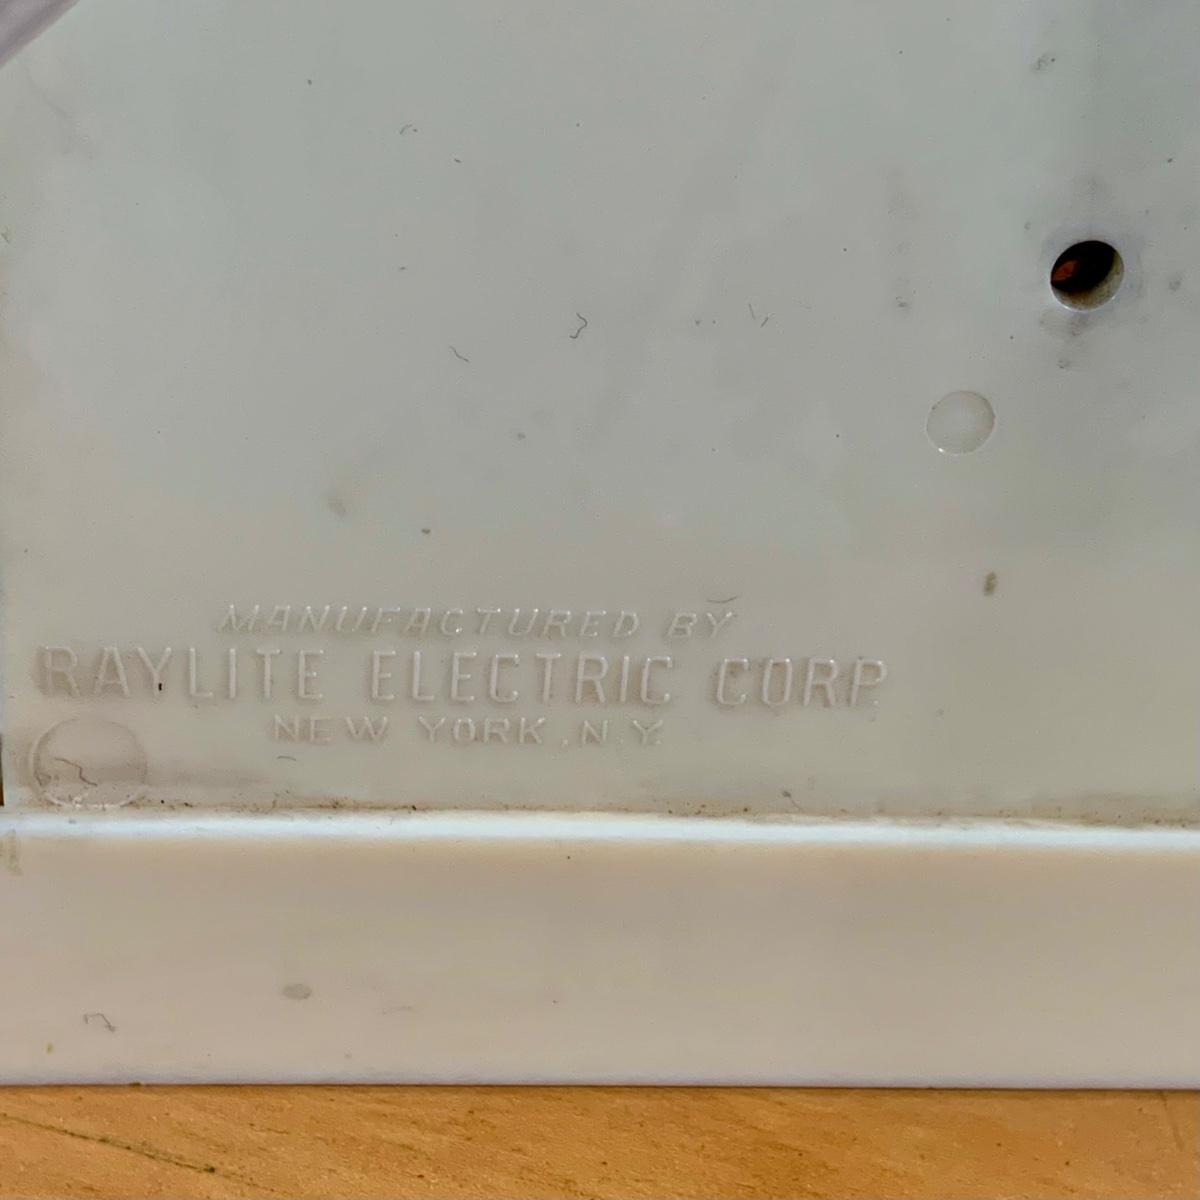 MANUFACTURED BY
RAYLITE ELECTRIC CORP.
NEW YORK, N.Y.